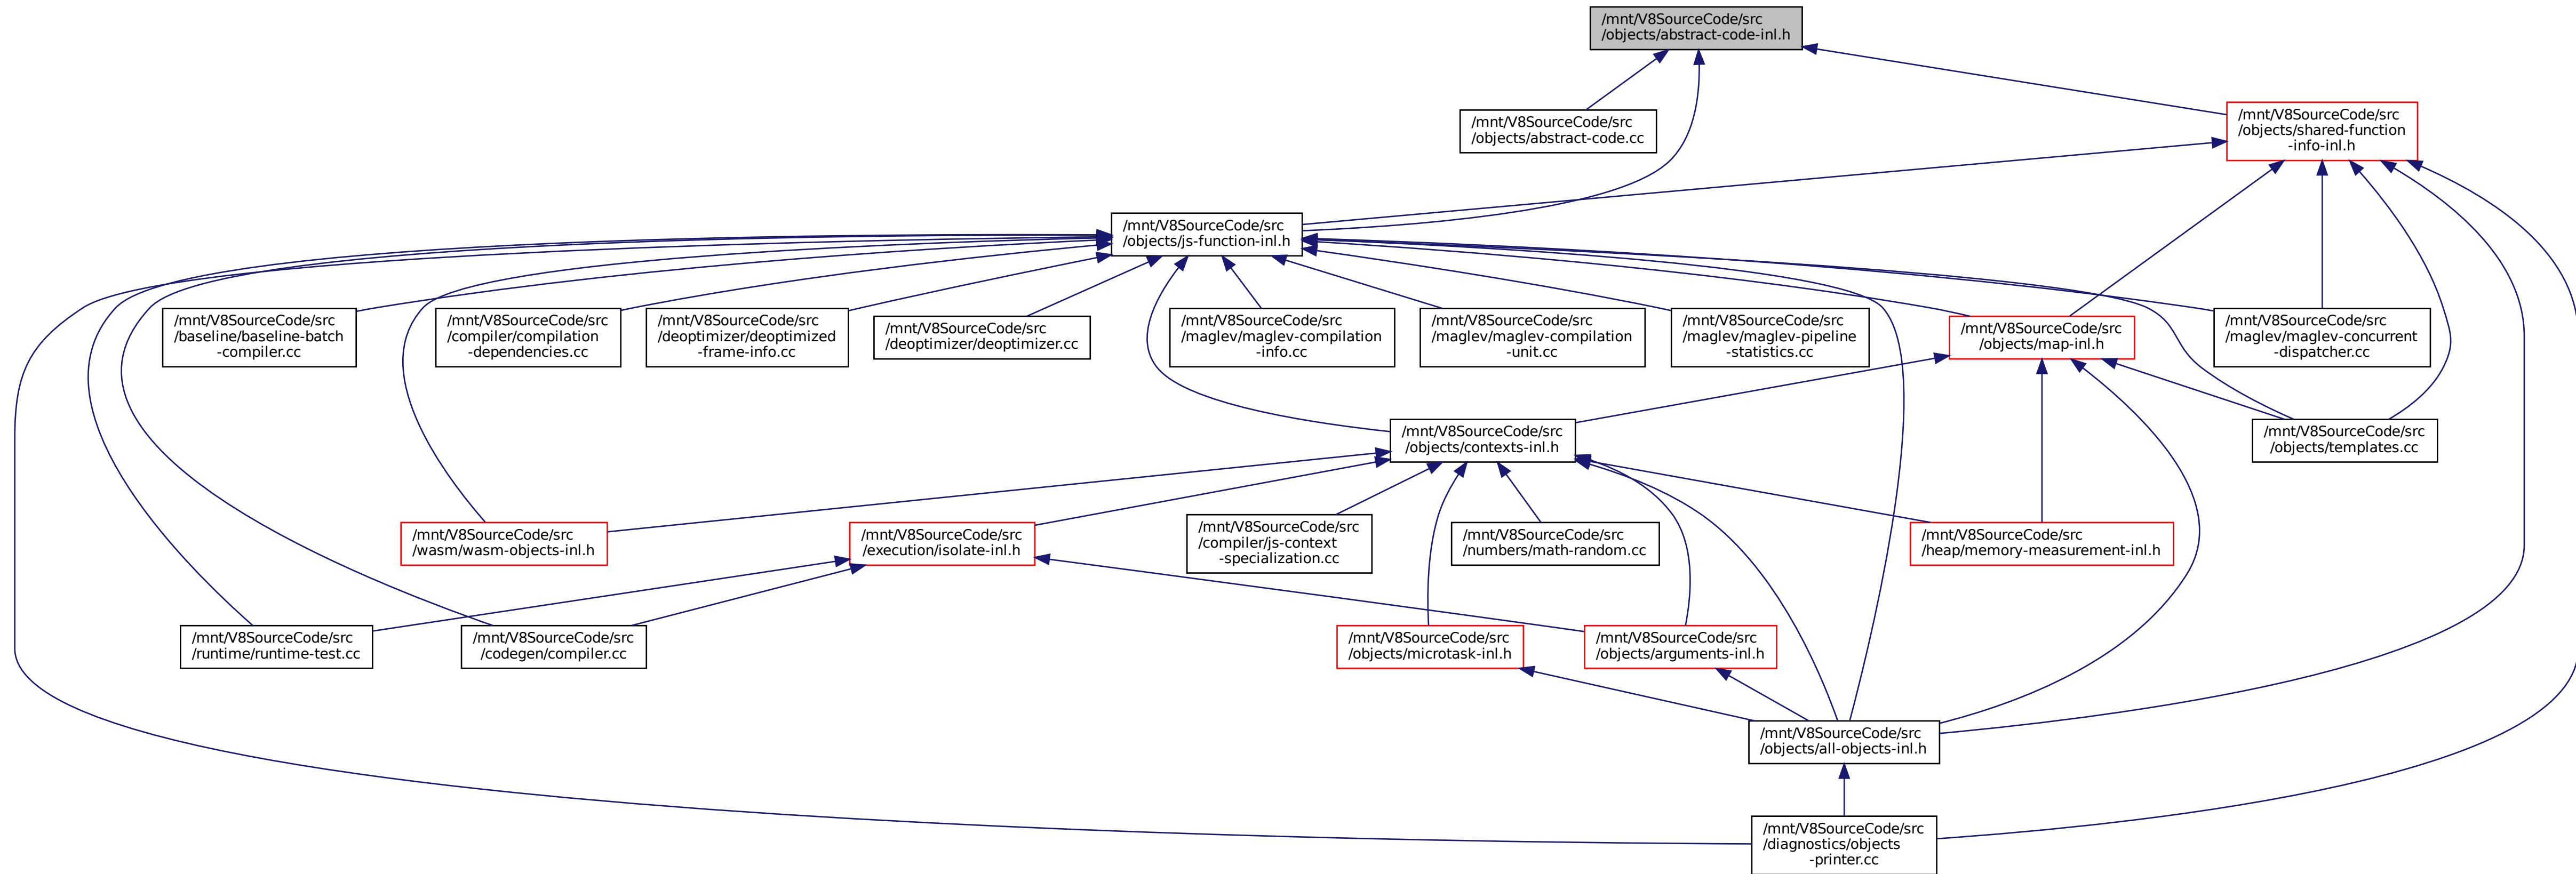 /mnt/V8SourceCode/src
/objects/abstract-code-inl.h
/mnt/V8SourceCode/src
/objects/abstract-code.cc
/mnt/V8SourceCode/src
/objects/shared-function
-info-inl.h
/mnt/V8SourceCode/src
/objects/js-function-inl.h
/mnt/V8SourceCode/src
/baseline/baseline-batch
-compiler.cc
/mnt/V8SourceCode/src
/compiler/compilation
-dependencies.cc
/mnt/V8SourceCode/src
/deoptimizer/deoptimized
-frame-info.cc
/mnt/V8SourceCode/src
/deoptimizer/deoptimizer.cc
/mnt/V8SourceCode/src
/maglev/maglev-compilation
-info.cc
/mnt/V8SourceCode/src
/maglev/maglev-compilation
-unit.cc
/mnt/V8SourceCode/src
/maglev/maglev-pipeline
-statistics.cc
/mnt/V8SourceCode/src
/objects/map-inl.h
/mnt/V8SourceCode/src
/maglev/maglev-concurrent
-dispatcher.cc
/mnt/V8SourceCode/src
/objects/contexts-inl.h
/mnt/V8SourceCode/src
/objects/templates.cc
/mnt/V8SourceCode/src
/wasm/wasm-objects-inl.h
/mnt/V8SourceCode/src
/execution/isolate-inl.h
/mnt/V8SourceCode/src
/compiler/js-context
-specialization.cc
/mnt/V8SourceCode/src
/numbers/math-random.cc
/mnt/V8SourceCode/src
/heap/memory-measurement-inl.h
/mnt/V8SourceCode/src
/runtime/runtime-test.cc
/mnt/V8SourceCode/src
/codegen/compiler.cc
/mnt/V8SourceCode/src
/objects/microtask-inl.h
/mnt/V8SourceCode/src
/objects/arguments-inl.h
/mnt/V8SourceCode/src
/objects/all-objects-inl.h
/mnt/V8SourceCode/src
/diagnostics/objects
-printer.cc